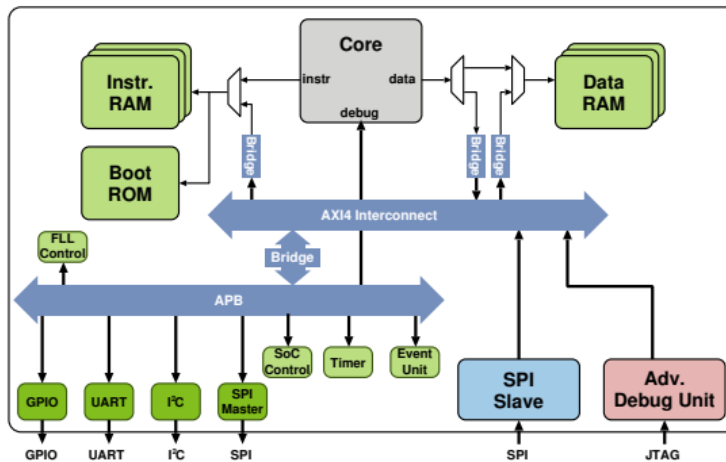 Core
instr
data
debug
Instr.
RAM
Data
RAM
Boot
ROM
Bridge
Bridge
Bridge
AXI4 Interconnect
FLL
Control
Bridge
APB
SoC
Control
Timer
Event
Unit
GPIO
UART
I²C
SPI
Master
SPI
Slave
Adv.
Debug Unit
GPIO
UART
I²C
SPI
SPI
JTAG